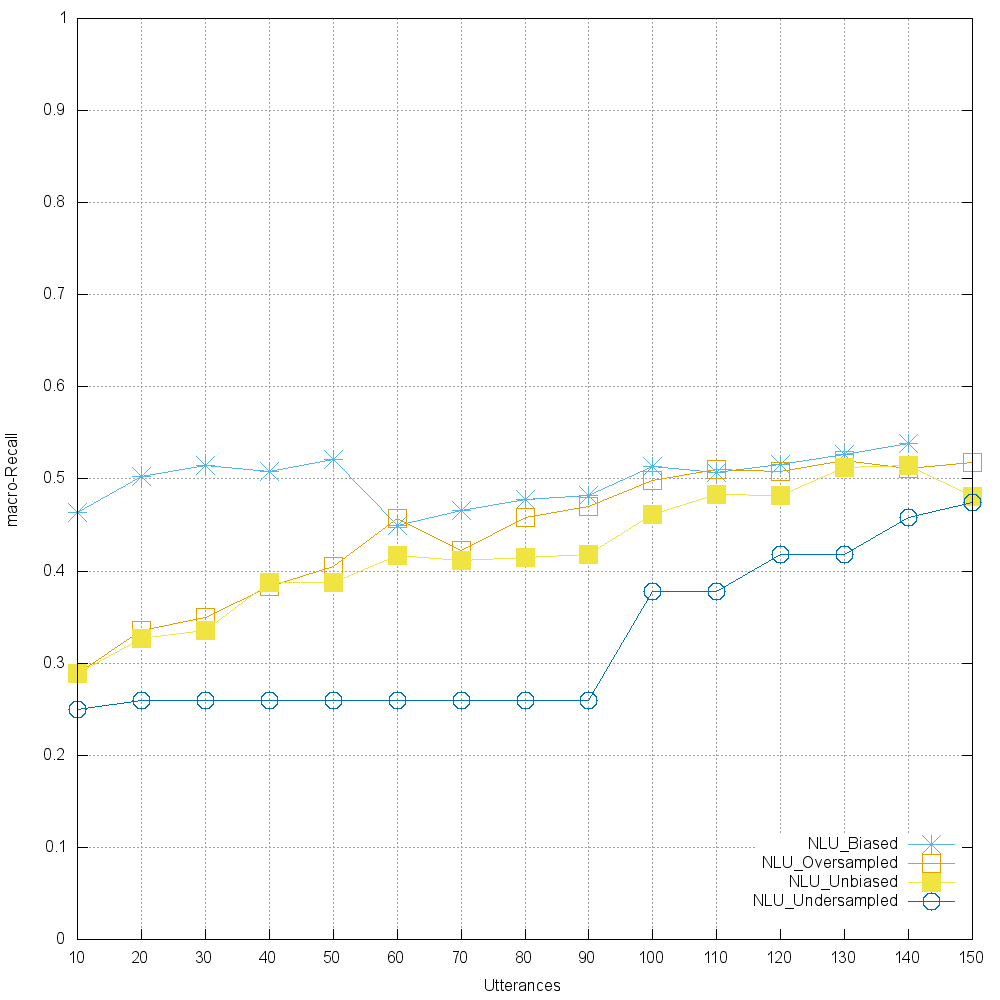 1
0.9
0.8
0.7
0.6
0.5
0.4
0.3
0.2
0.1
0
macro-Recall
NLU_Biased
NLU_Oversampled
NLU_Unbiased
NLU_Undersampled
10 20 30 40 50 60 70 80 90 100 110 120 130 140 150
Utterances